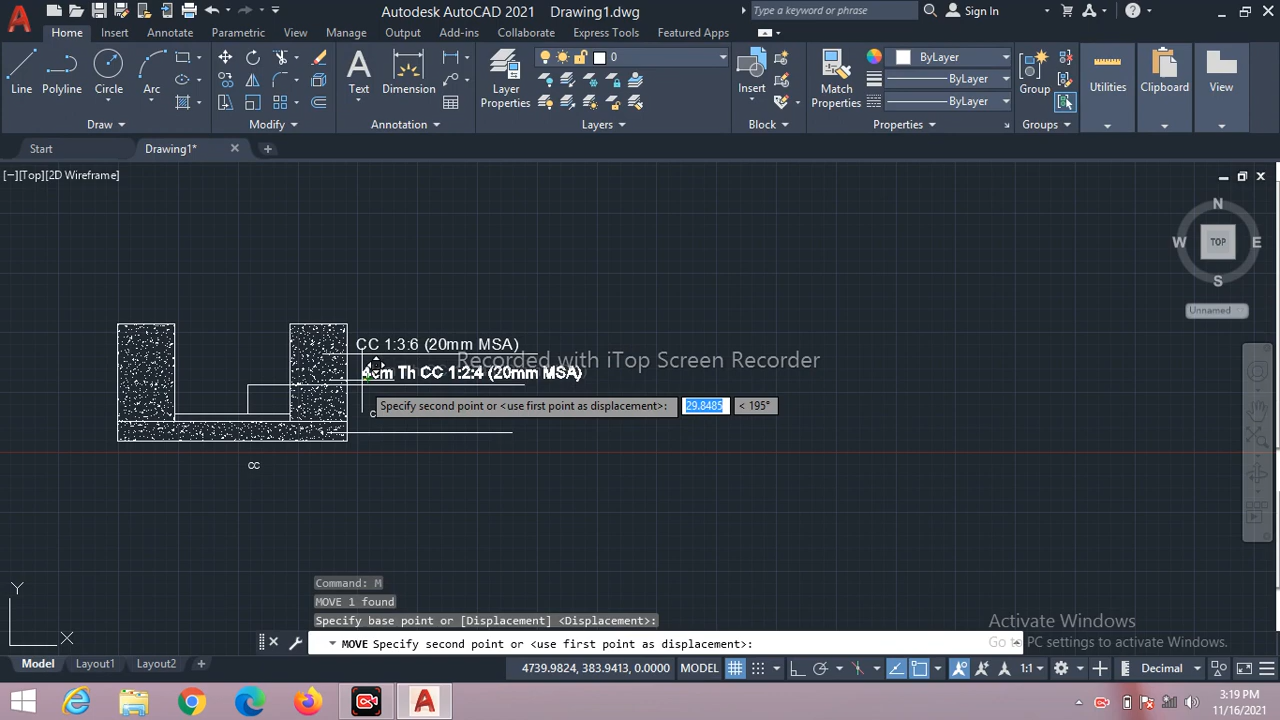 Autodesk AutoCAD 2021 Drawing1.dwg
Type a keyword or phrase
Sign In
Home Insert Annotate Parametric View Manage Output Add-ins Collaborate Express Tools Featured Apps
Line Polyline Circle Arc
Text Dimension
Layer Properties
0
Insert
Match Properties
ByLayer
ByLayer
ByLayer
Group
Utilities
Clipboard
View
Draw Modify Annotation Layers Block Properties Groups
Start Drawing1*
[−][Top][2D Wireframe]
N
W TOP E
S
Unnamed
CC 1:3:6 (20mm MSA)
Recorded with iTop Screen Recorder
4cm Th CC 1:2:4 (20mm MSA)
Specify second point or <use first point as displacement>: 29.8485 < 195°
CC
Command: M
MOVE 1 found
Specify base point or [Displacement] <Displacement>:
MOVE Specify second point or <use first point as displacement>:
Y
X
Activate Windows
Go to PC settings to activate Windows.
Model Layout1 Layout2
4739.9824, 383.9413, 0.0000 MODEL 1:1 Decimal
3:19 PM
11/16/2021